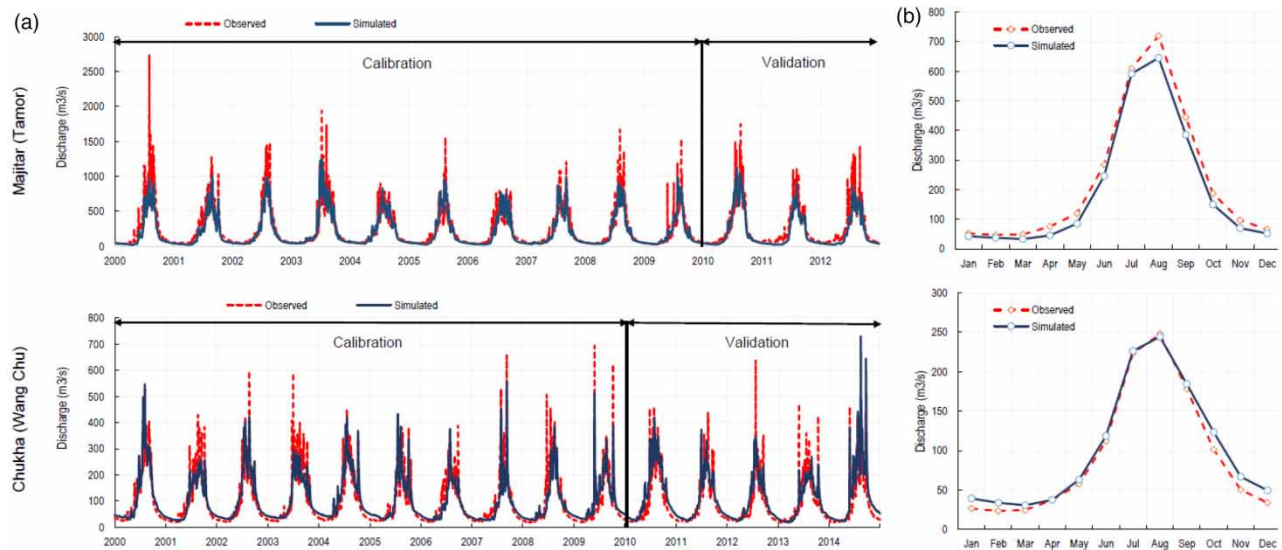 (a)
Observed Simulated
Majitar (Tamor)
Discharge (m3/s)
3000
2500
2000
1500
1000
500
0
Calibration Validation
2000 2001 2002 2003 2004 2005 2006 2007 2008 2009 2010 2011 2012
(b)
Discharge (m3/s)
800
700
600
500
400
300
200
100
0
Observed
Simulated
Jan Feb Mar Apr May Jun Jul Aug Sep Oct Nov Dec
Observed Simulated
Chukha (Wang Chu)
Discharge (m3/s)
800
700
600
500
400
300
200
100
0
Calibration Validation
2000 2001 2002 2003 2004 2005 2006 2007 2008 2009 2010 2011 2012 2013 2014
Discharge (m3/s)
300
250
200
150
100
50
0
Observed
Simulated
Jan Feb Mar Apr May Jun Jul Aug Sep Oct Nov Dec